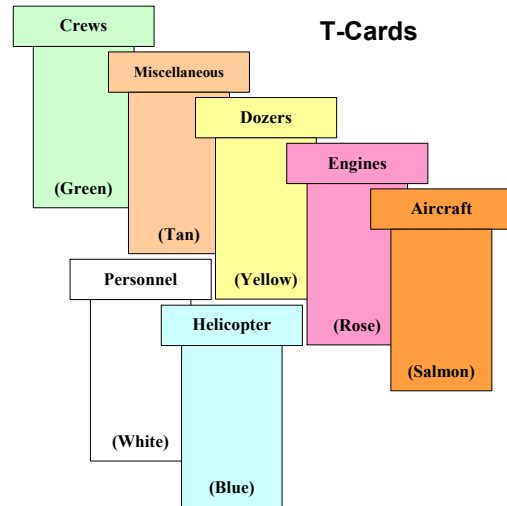 T-Cards
Crews
Miscellaneous
Dozers
Engines
Aircraft
(Green)
(Tan)
Personnel
(Yellow)
Helicopter
(Rose)
(Salmon)
(White)
(Blue)